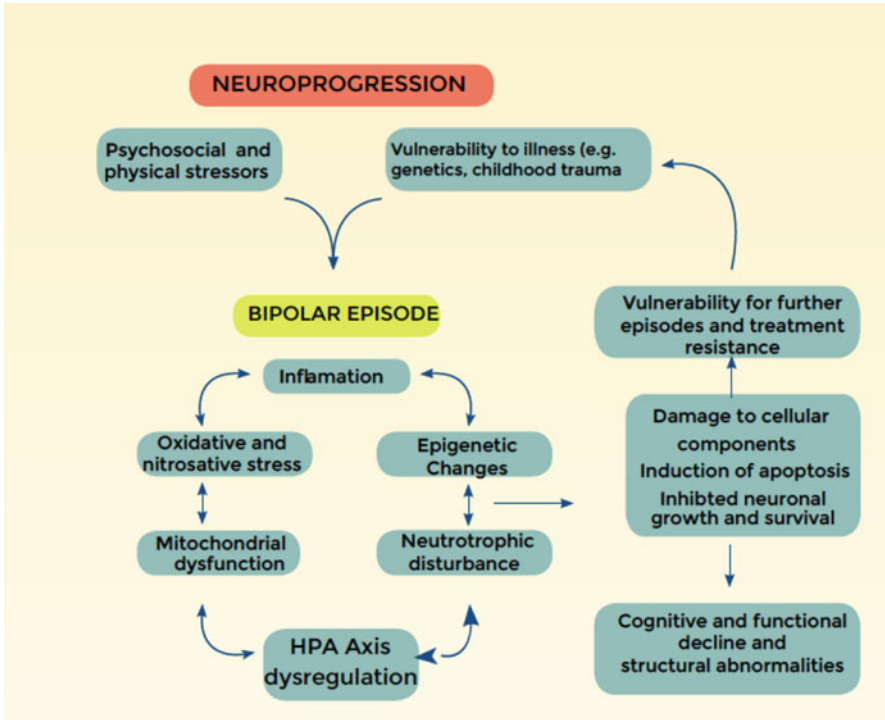 NEUROPROGRESSION
Psychosocial and
physical stressors
Vulnerability to illness (e.g.
genetics, childhood trauma
BIPOLAR EPISODE
Inflamation
Oxidative and
nitrosative stress
Epigenetic
Changes
Mitochondrial
dysfunction
Neutrotrophic
disturbance
HPA Axis
dysregulation
Vulnerability for further
episodes and treatment
resistance
Damage to cellular
components
Induction of apoptosis
Inhibted neuronal
growth and survival
Cognitive and functional
decline and
structural abnormalities